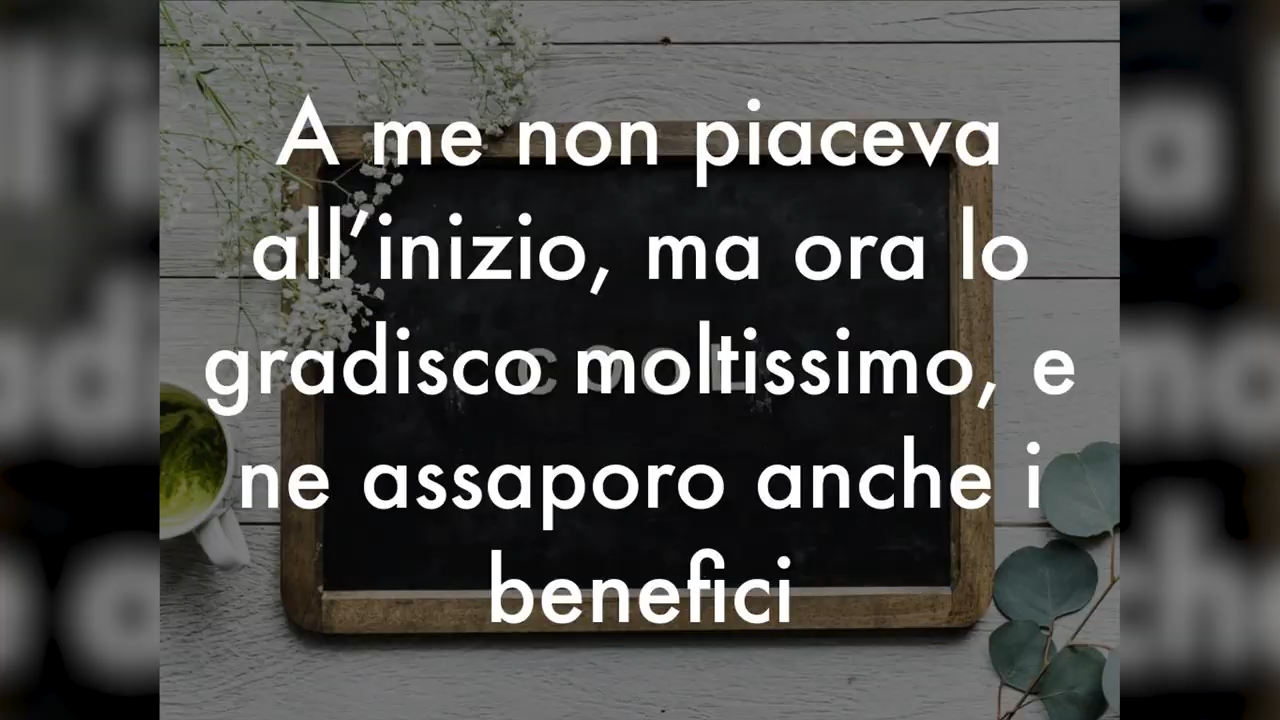 A me non piaceva
all’inizio, ma ora lo
gradisco moltissimo, e
ne assaporo anche i
benefici